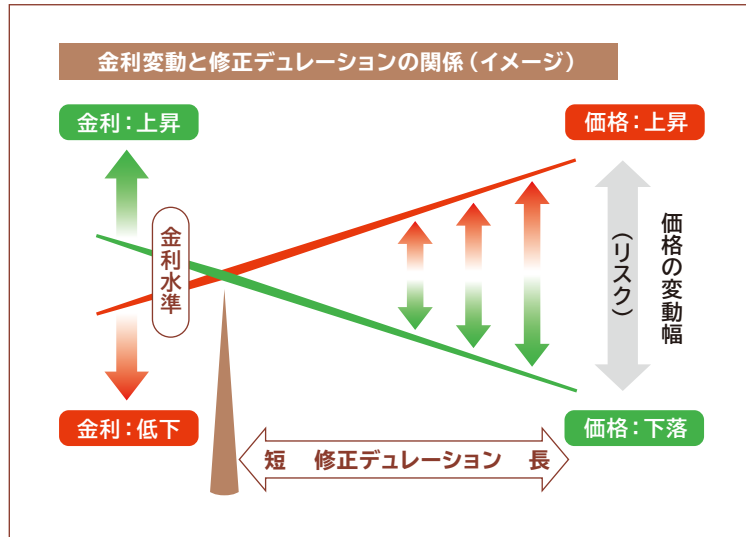 金利変動と修正デュレーションの関係（イメージ）
金利：上昇
価格：上昇
金利水準
価格の変動幅
（リスク）
金利：低下
価格：下落
短 修正デュレーション 長